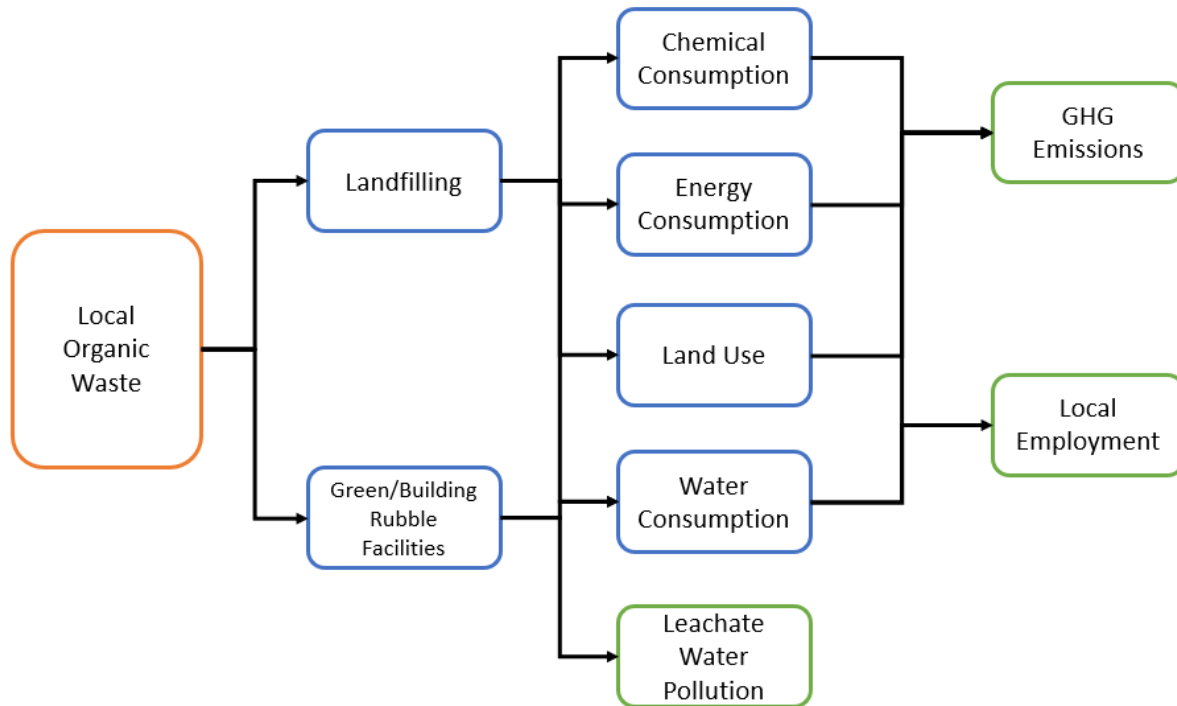 Local
Organic
Waste
Landfilling
Green/Building
Rubble
Facilities
Chemical
Consumption
Energy
Consumption
Land Use
Water
Consumption
Leachate
Water
Pollution
GHG
Emissions
Local
Employment